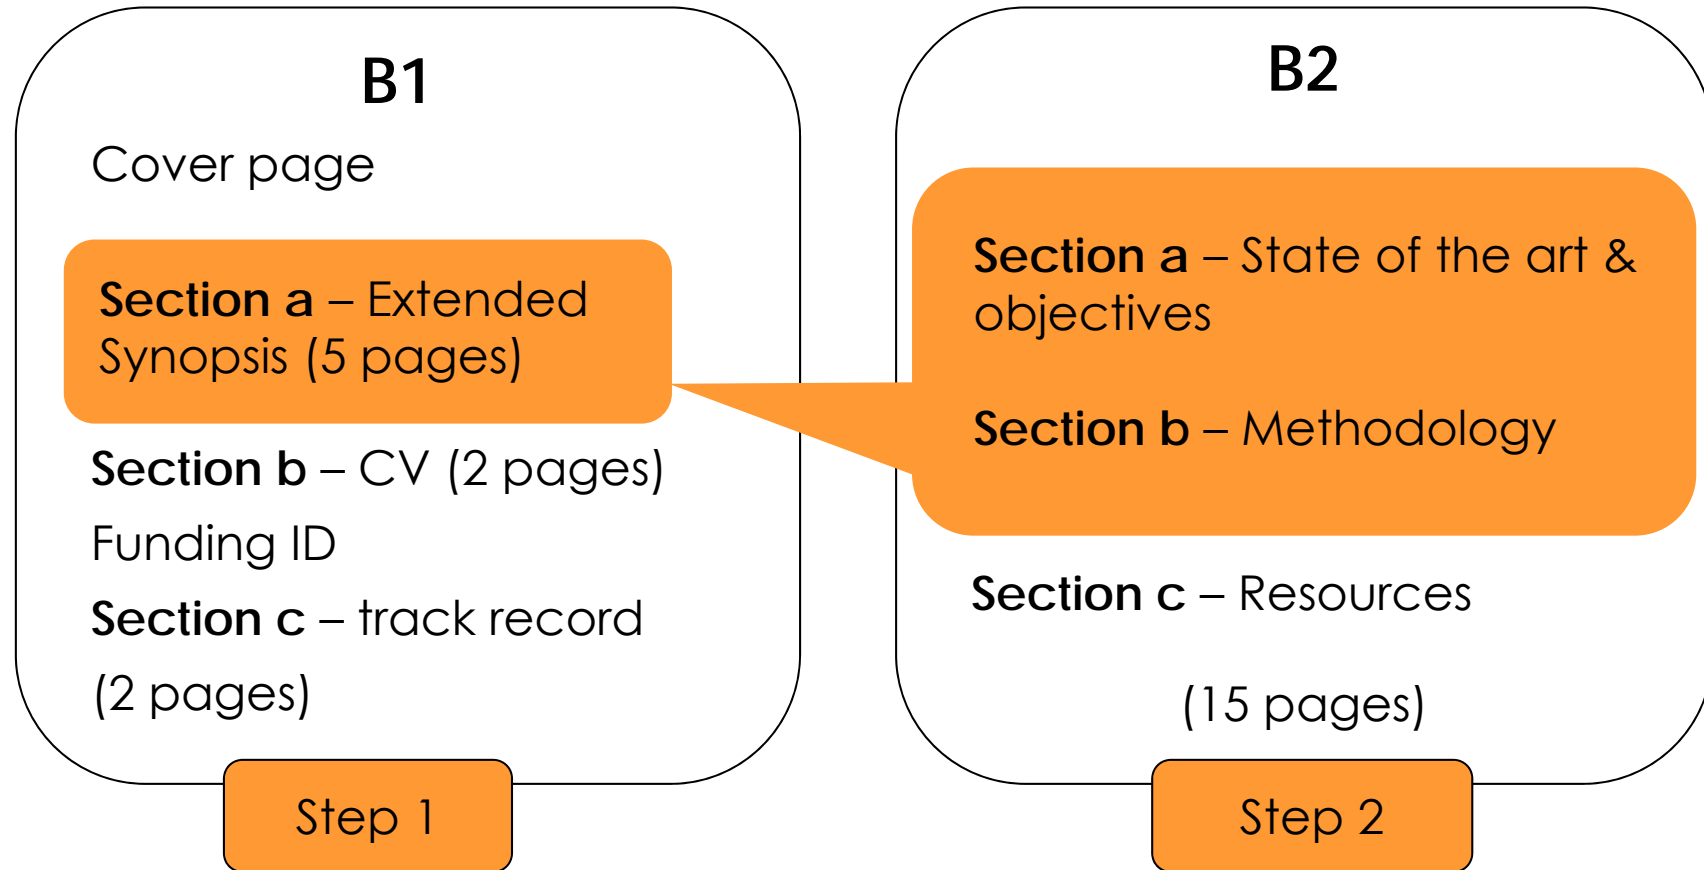 B1
Cover page
Section a – Extended
Synopsis (5 pages)
Section b – CV (2 pages)
Funding ID
Section c – track record
(2 pages)
Step 1
B2
Section a – State of the art &
objectives
Section b – Methodology
Section c – Resources
(15 pages)
Step 2